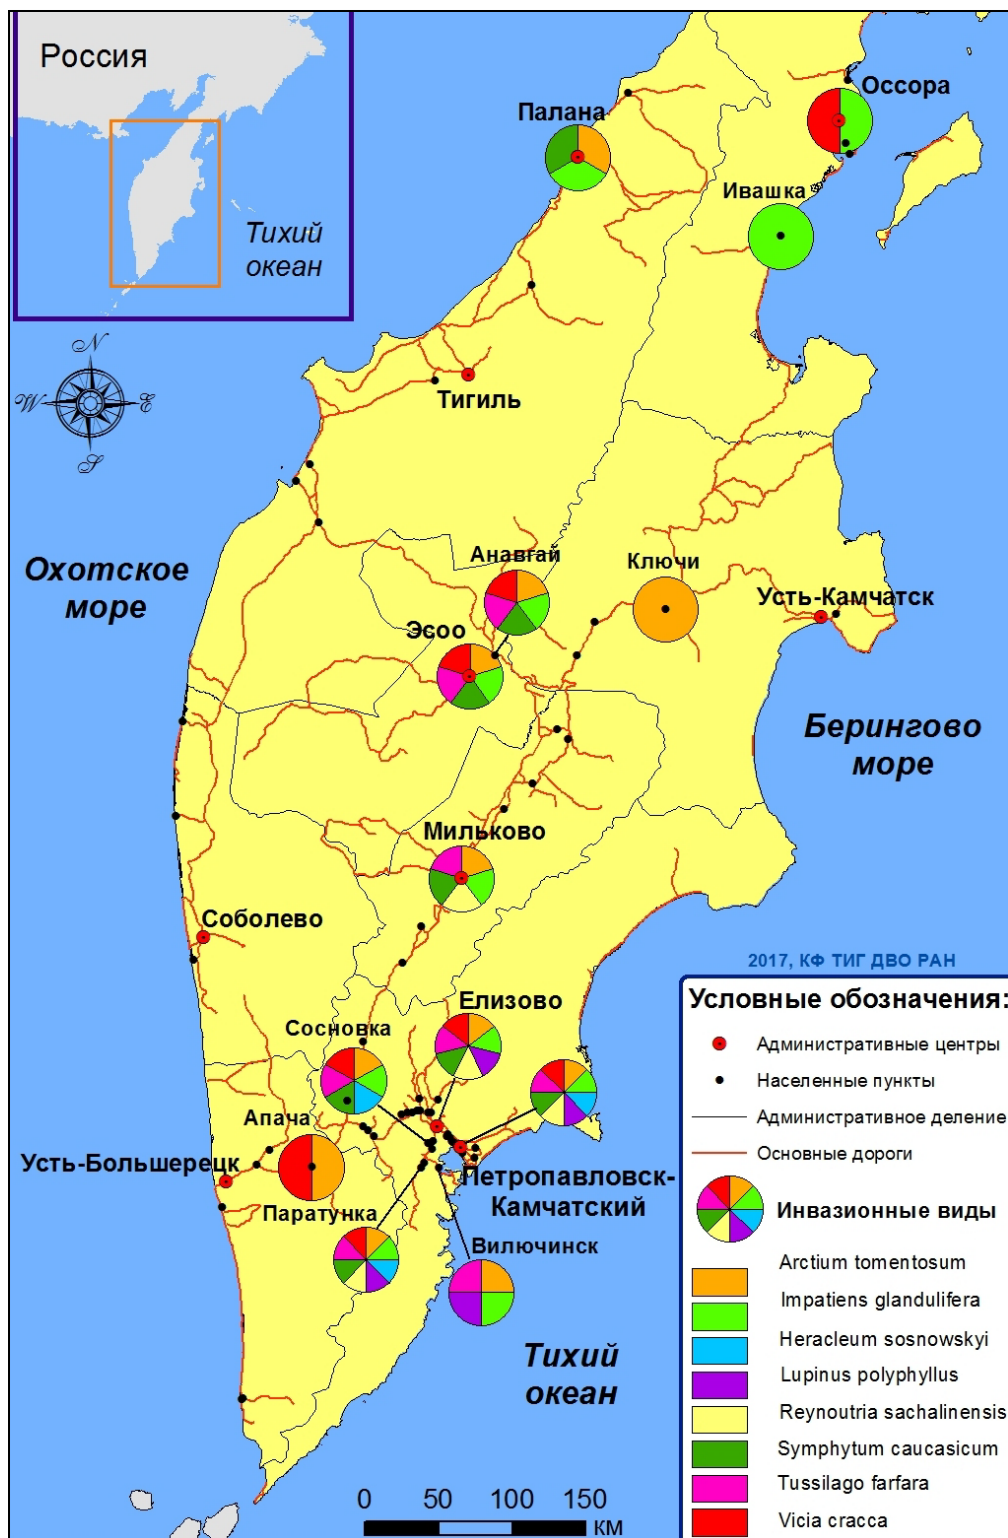 Россия
Тихий
океан
N
W
E
S
Палана
Оссора
Ивашка
Тигиль
Охотское
море
Анавгай
Ключи
Усть-Камчатск
Эсоо
Берингово
море
Мильково
Соболево
Елизово
Сосновка
Апача
Усть-Большерецк
Петропавловск-
Камчатский
Паратунка
Вилючинск
Тихий
океан
0 50 100 150
КМ
2017, КФ ТИГ ДВО РАН
Условные обозначения:
Административные центры
Населенные пункты
Административное деление
Основные дороги
Инвазионные виды
Arctium tomentosum
Impatiens glandulifera
Heracleum sosnowskyi
Lupinus polyphyllus
Reynoutria sachalinensis
Symphytum caucasicum
Tussilago farfara
Vicia cracca